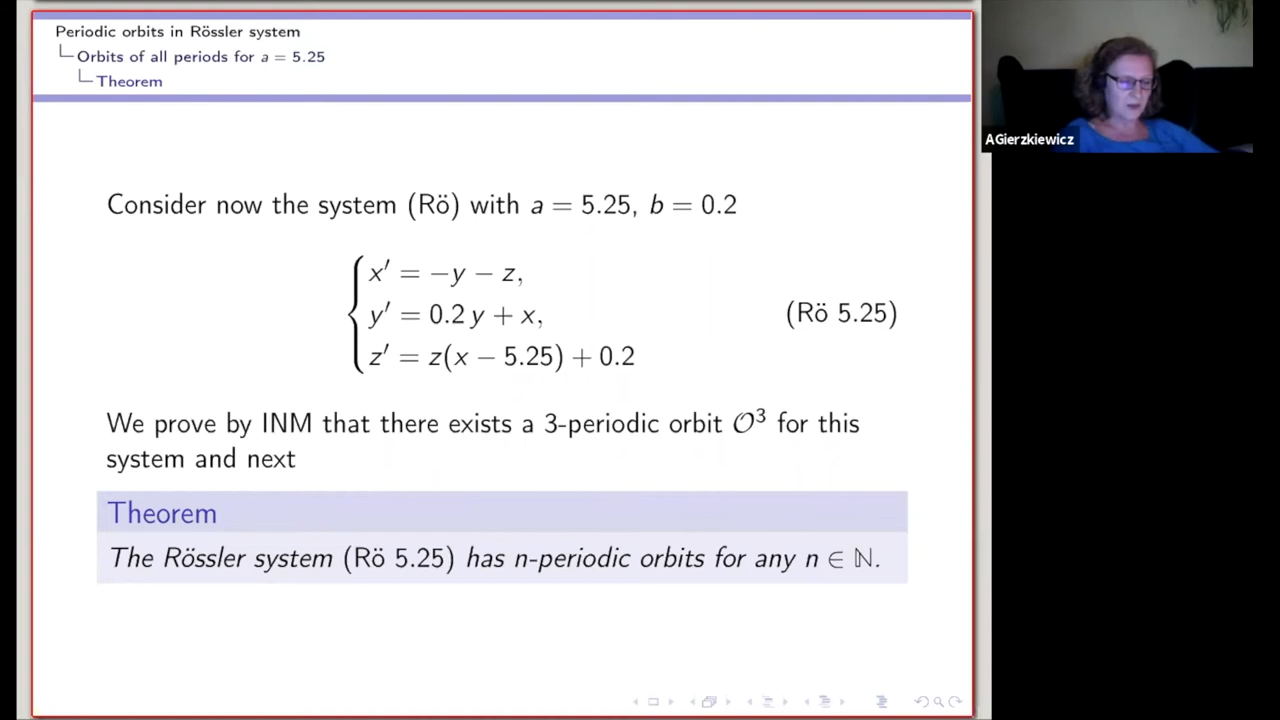 Periodic orbits in Rössler system
Orbits of all periods for a = 5.25
Theorem
AGierzkiewicz
Consider now the system (Rö) with a = 5.25, b = 0.2
x′ = −y − z,
y′ = 0.2 y + x,
z′ = z(x − 5.25) + 0.2
(Rö 5.25)
We prove by INM that there exists a 3-periodic orbit 𝒪³ for this
system and next
Theorem
The Rössler system (Rö 5.25) has n-periodic orbits for any n ∈ ℕ.